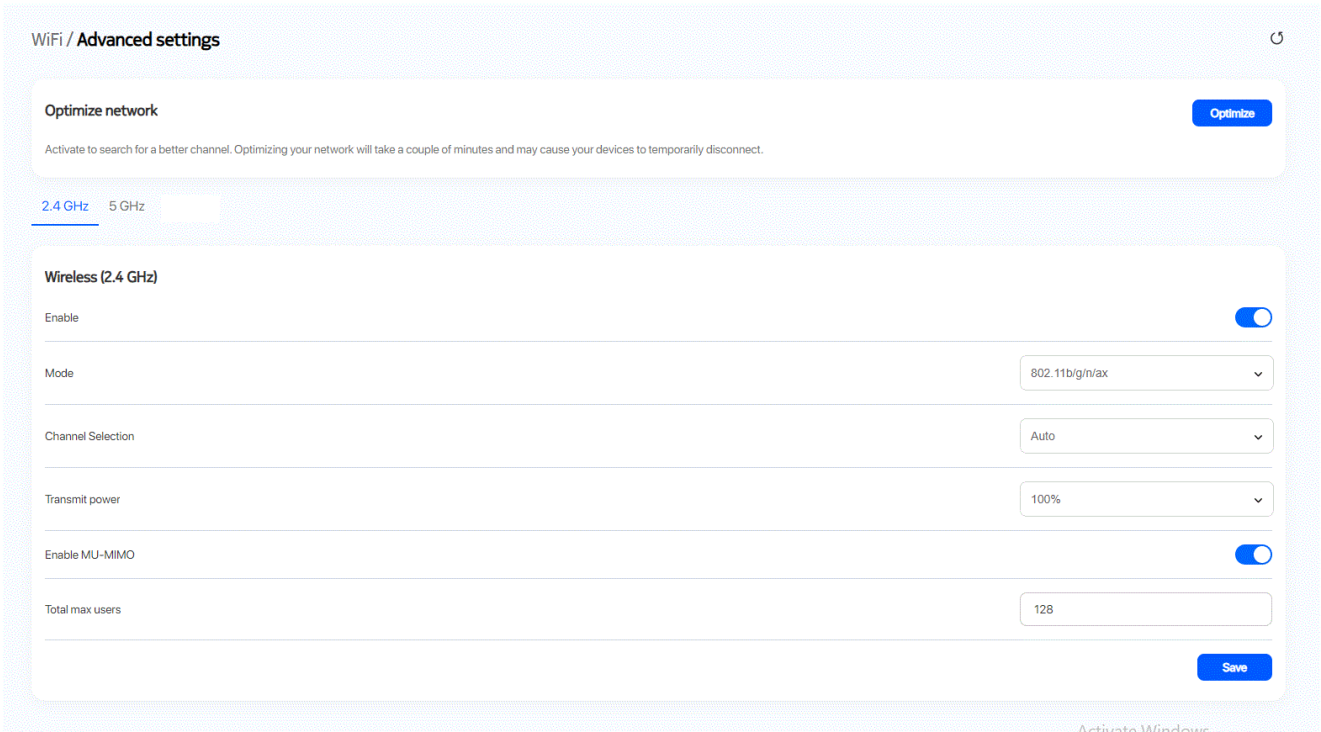 WiFi / Advanced settings
Optimize network
Optimize
Activate to search for a better channel. Optimizing your network will take a couple of minutes and may cause your devices to temporarily disconnect.
2.4 GHz 5 GHz
Wireless (2.4 GHz)
Enable
Mode 802.11b/g/n/ax
Channel Selection Auto
Transmit power 100%
Enable MU-MIMO
Total max users 128
Save
Activate Windows